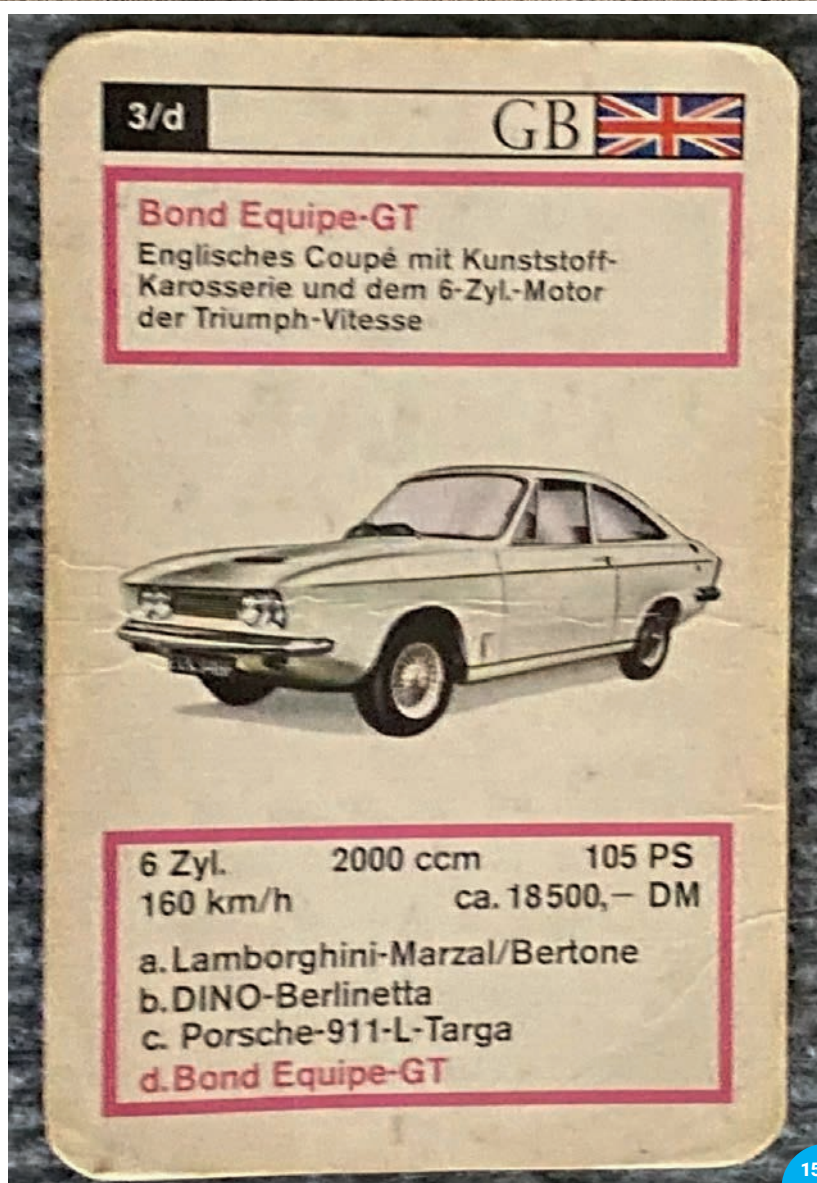 3/d GB
Bond Equipe-GT
Englisches Coupé mit Kunststoff-
Karosserie und dem 6-Zyl.-Motor
der Triumph-Vitesse
6 Zyl. 2000 ccm 105 PS
160 km/h ca. 18500,– DM
a. Lamborghini-Marzal/Bertone
b. DINO-Berlinetta
c. Porsche-911-L-Targa
d. Bond Equipe-GT